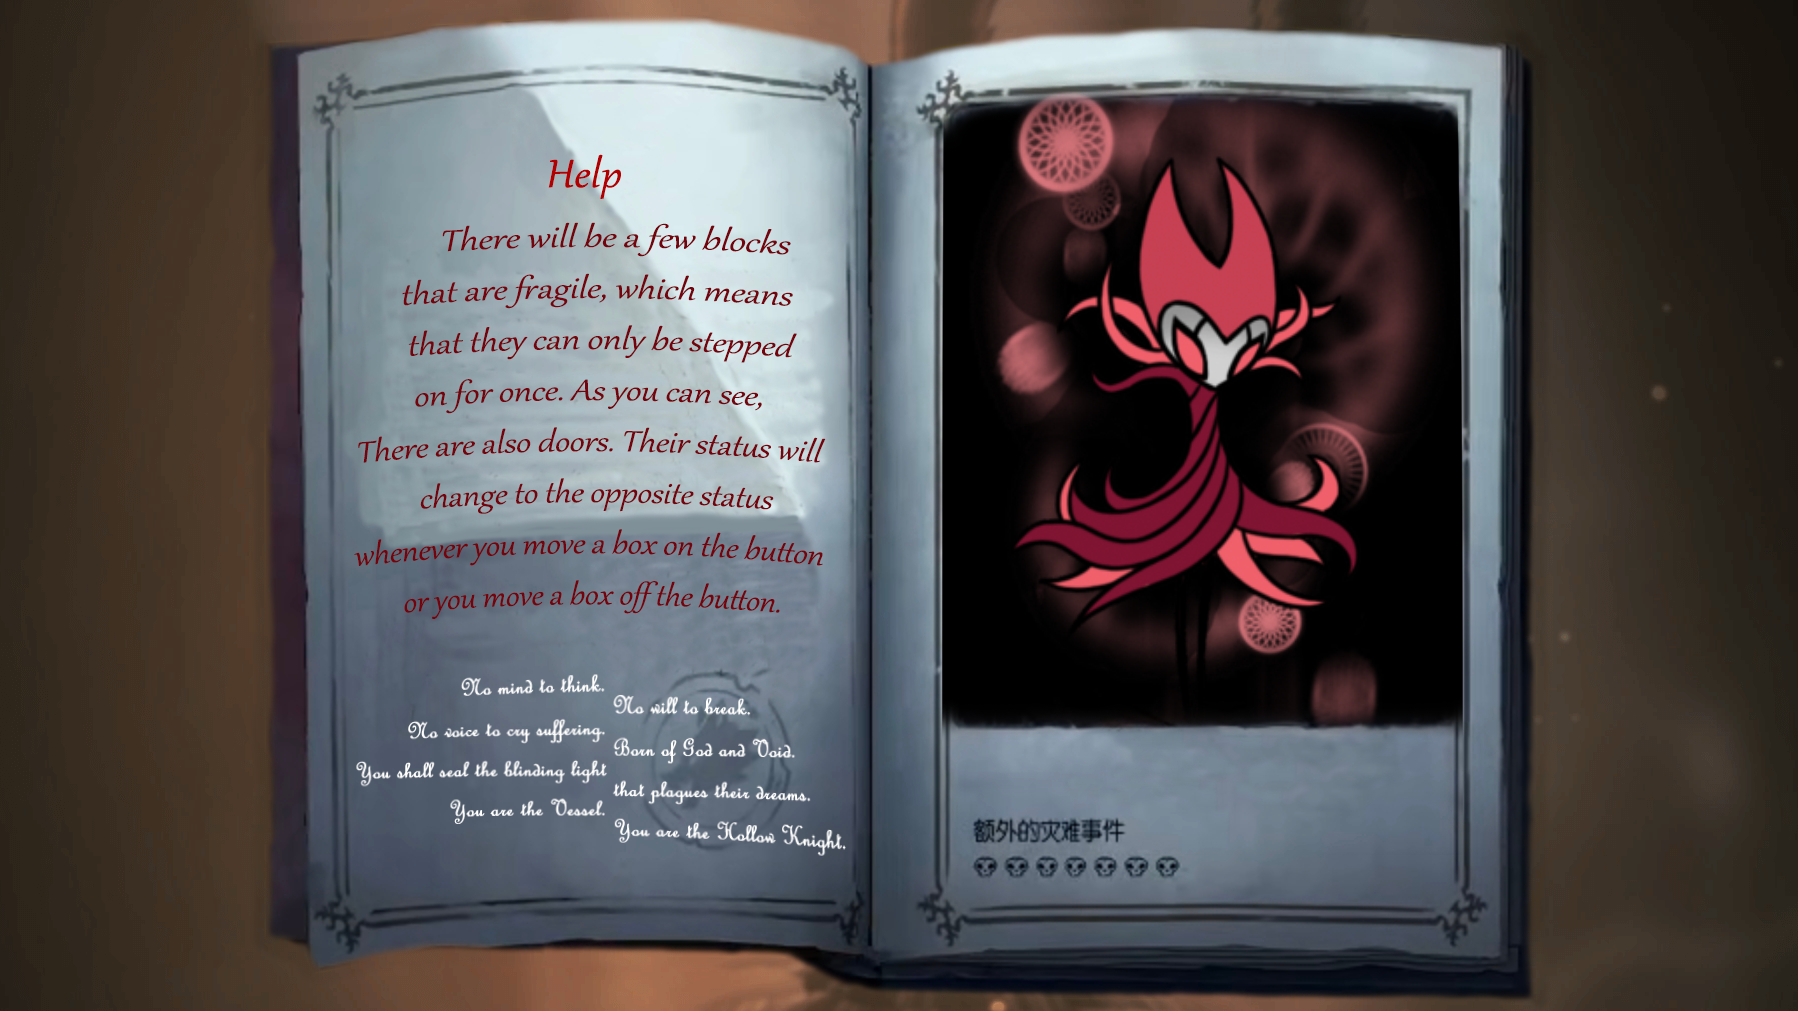 Help
There will be a few blocks
that are fragile, which means
that they can only be stepped
on for once. As you can see,
There are also doors. Their status will
change to the opposite status
whenever you move a box on the button
or you move a box off the button.
No mind to think.
No will to break.
No voice to cry suffering.
Born of God and Void.
You shall seal the blinding light
that plagues their dreams.
You are the Vessel.
You are the Hollow Knight.
额外的灾难事件